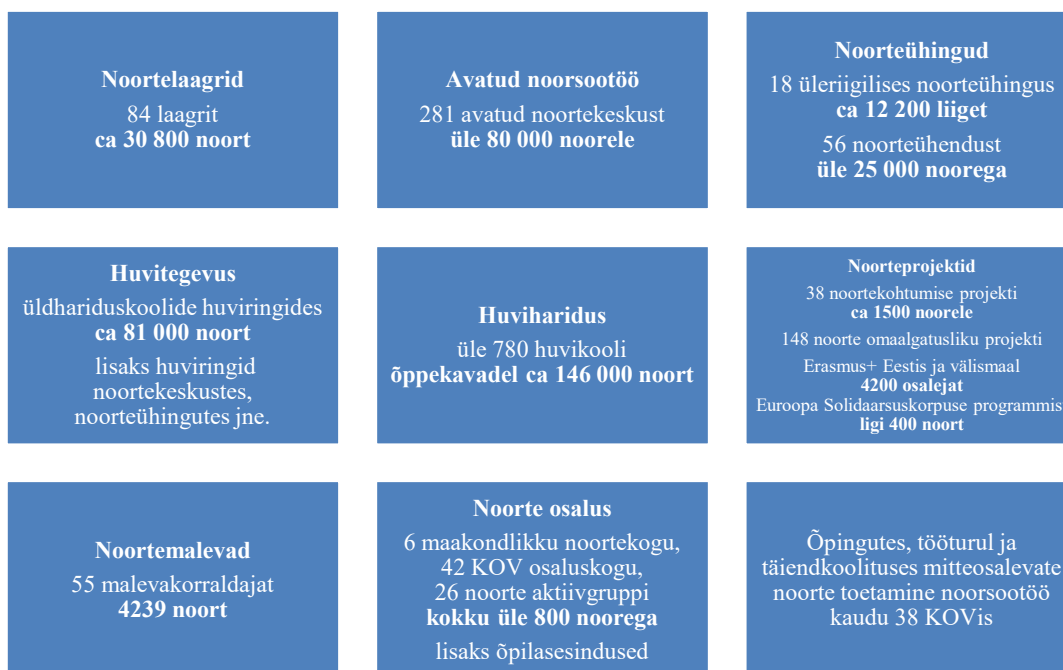 Noortelaagrid
84 laagrit
ca 30 800 noort
Avatud noorsootöö
281 avatud noortekeskust
üle 80 000 noorele
Noorteühingud
18 üleriigilises noorteühingus
ca 12 200 liiget
56 noorteühendust
üle 25 000 noorega
Huvitegevus
üldhariduskoolide huviringides
ca 81 000 noort
lisaks huviringid
noortekeskustes,
noorteühingutes jne.
Huviharidus
üle 780 huvikooli
õppekavadel ca 146 000 noort
Noorteprojektid
38 noortekohtumise projekti
ca 1500 noorele
148 noorte omaalgatusliku projekti
Erasmus+ Eestis ja välismaal
4200 osalejat
Euroopa Solidaarsuskorpuse programmis
ligi 400 noort
Noortemalevad
55 malevakorraldajat
4239 noort
Noorte osalus
6 maakondlikku noortekogu,
42 KOV osaluskogu,
26 noorte aktiivgruppi
kokku üle 800 noorega
lisaks õpilasesindused
Õpingutes, tööturul ja
täiendkoolituses mitteosalevate
noorte toetamine noorsootöö
kaudu 38 KOVis